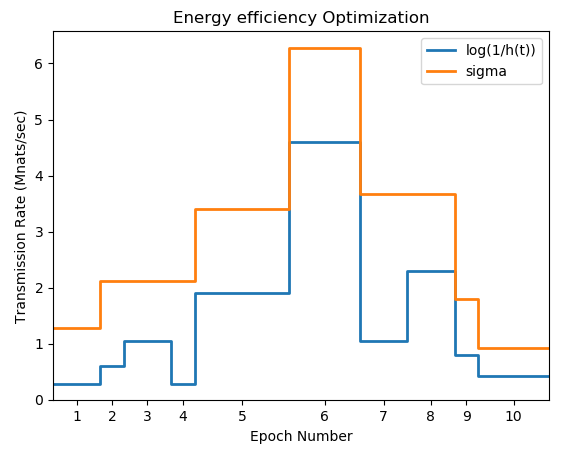 Energy efficiency Optimization
log(1/h(t))
sigma
Transmission Rate (Mnats/sec)
6
5
4
3
2
1
0
1 2 3 4 5 6 7 8 9 10
Epoch Number